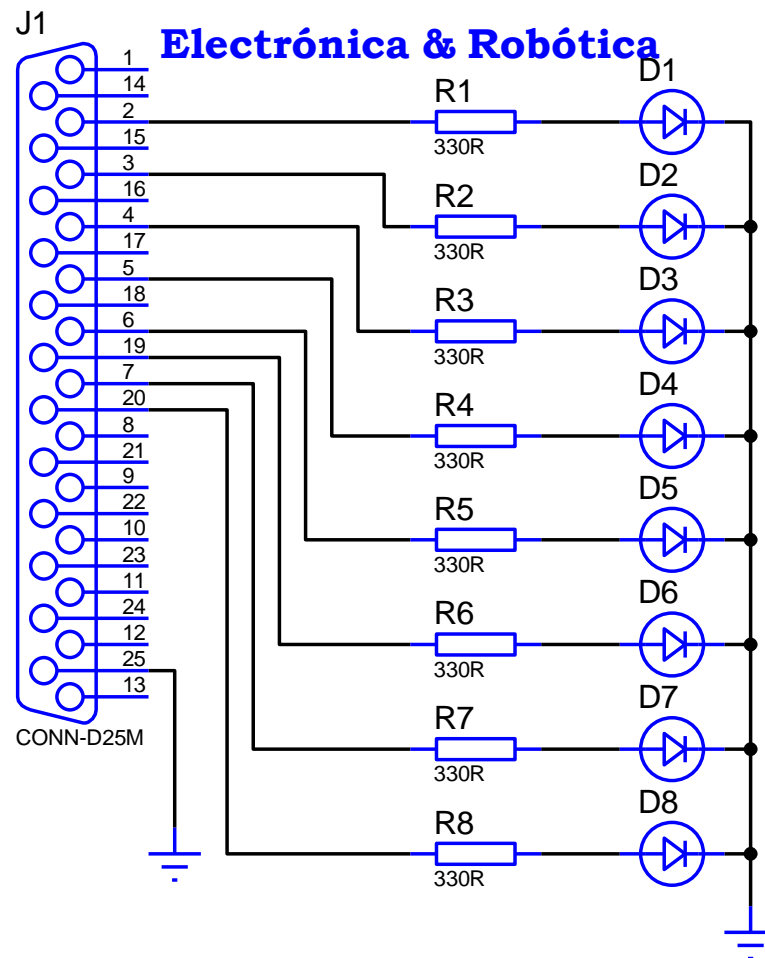 J1
Electrónica & Robótica
1
14
2
15
3
16
4
17
5
18
6
19
7
20
8
21
9
22
10
23
11
24
12
25
13
CONN-D25M
R1
330R
D1
R2
330R
D2
R3
330R
D3
R4
330R
D4
R5
330R
D5
R6
330R
D6
R7
330R
D7
R8
330R
D8